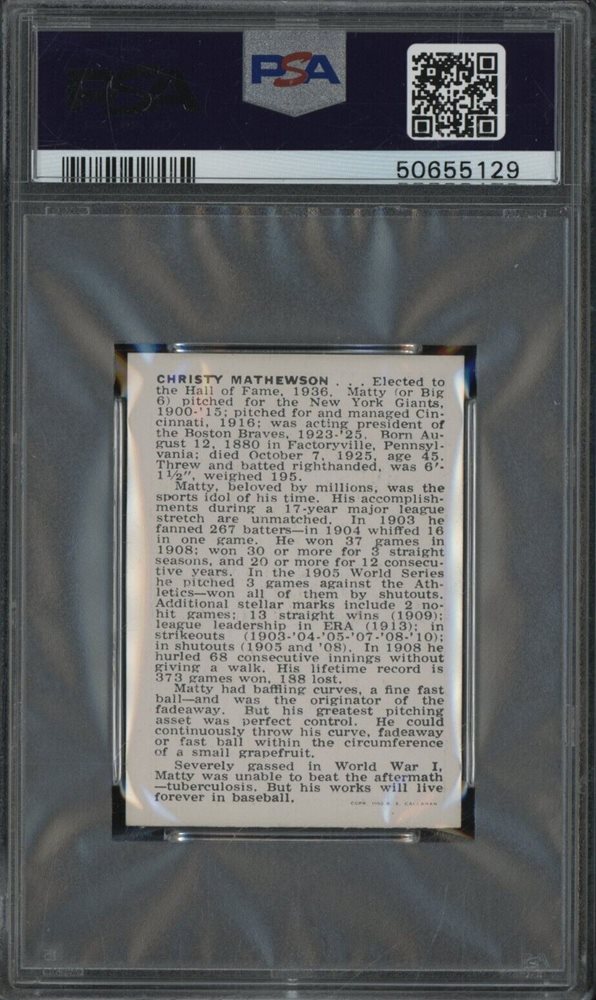 PSA
PSA
50655129
CHRISTY MATHEWSON . . . Elected to
the Hall of Fame, 1936. Matty (or Big
6) pitched for the New York Giants,
1900-'15; pitched for and managed Cin-
cinnati, 1916; was acting president of
the Boston Braves, 1923-'25. Born Au-
gust 12, 1880 in Factoryville, Pennsyl-
vania; died October 7, 1925, age 45.
Threw and batted righthanded, was 6'-
1½", weighed 195.
Matty, beloved by millions, was the
sports idol of his time. His accomplish-
ments during a 17-year major league
stretch are unmatched. In 1903 he
fanned 267 batters—in 1904 whiffed 16
in one game. He won 37 games in
1908; won 30 or more for 3 straight
seasons, and 20 or more for 12 consecu-
tive years. In the 1905 World Series
he pitched 3 games against the Ath-
letics—won all of them by shutouts.
Additional stellar marks include 2 no-
hit games; 13 straight wins (1909);
league leadership in ERA (1913); in
strikeouts (1903-'04-'05-'07-'08-'10);
in shutouts (1905 and '08). In 1908 he
hurled 68 consecutive innings without
giving a walk. His lifetime record is
373 games won, 188 lost.
Matty had baffling curves, a fine fast
ball—and was the originator of the
fadeaway. But his greatest pitching
asset was perfect control. He could
continuously throw his curve, fadeaway
or fast ball within the circumference
of a small grapefruit.
Severely gassed in World War I,
Matty was unable to beat the aftermath
—tuberculosis. But his works will live
forever in baseball.
COPR. CALLAHAN